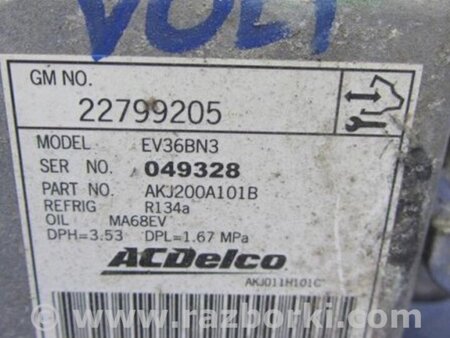 VOLT
GM NO.
22799205
MODEL EV36BN3
SER NO. 049328
PART NO. AKJ200A101B
REFRIG R134a
OIL MA68EV
DPH=3.53 DPL=1.67 MPa
ACDelco
AKJ011H101C
www.razborki.com